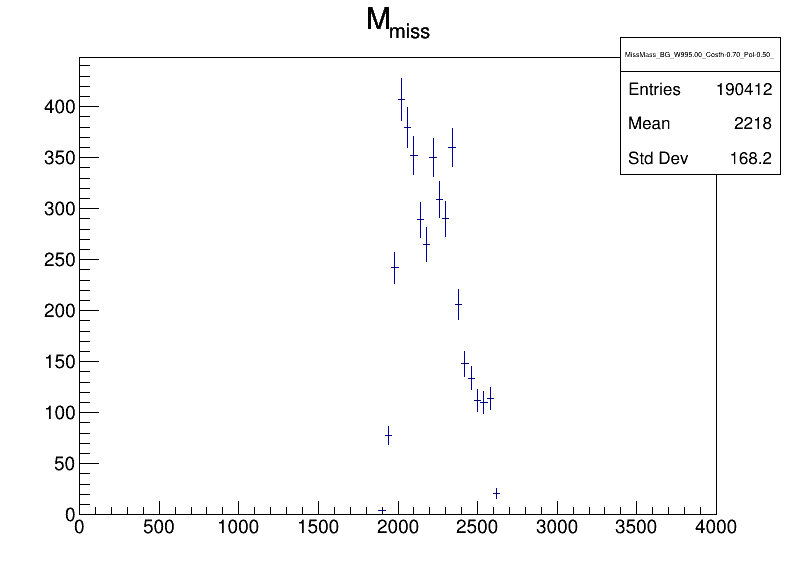 M_miss
MissMass_BG_W995.00_Costh-0.70_Pol-0.50_
Entries 190412
Mean 2218
Std Dev 168.2
400
350
300
250
200
150
100
50
0
0 500 1000 1500 2000 2500 3000 3500 4000